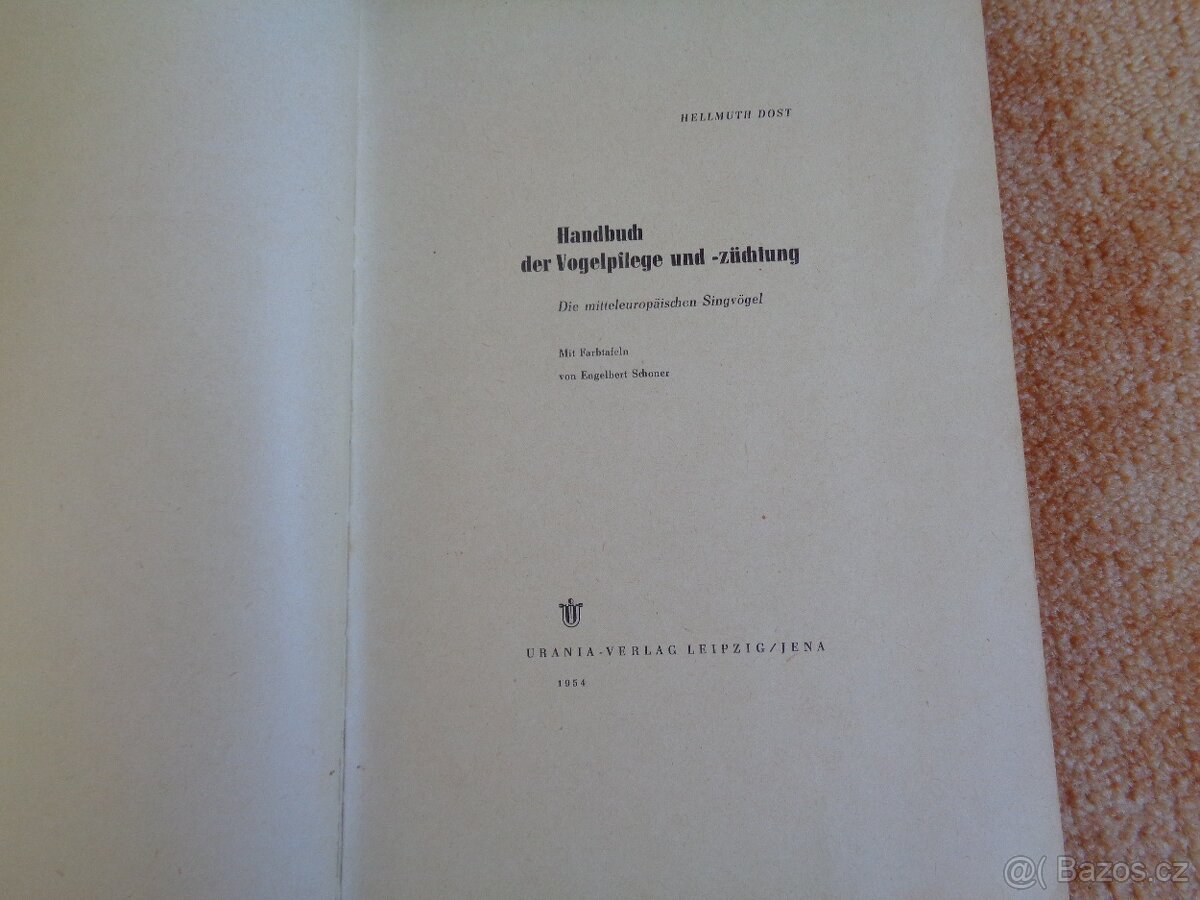 HELLMUTH DOST
Handbuch
der Vogelpflege und -züchtung
Die mitteleuropäischen Singvögel
Mit Farbtafeln
von Engelbert Schoner
URANIA-VERLAG LEIPZIG/JENA
1954
@( Bazos.cz